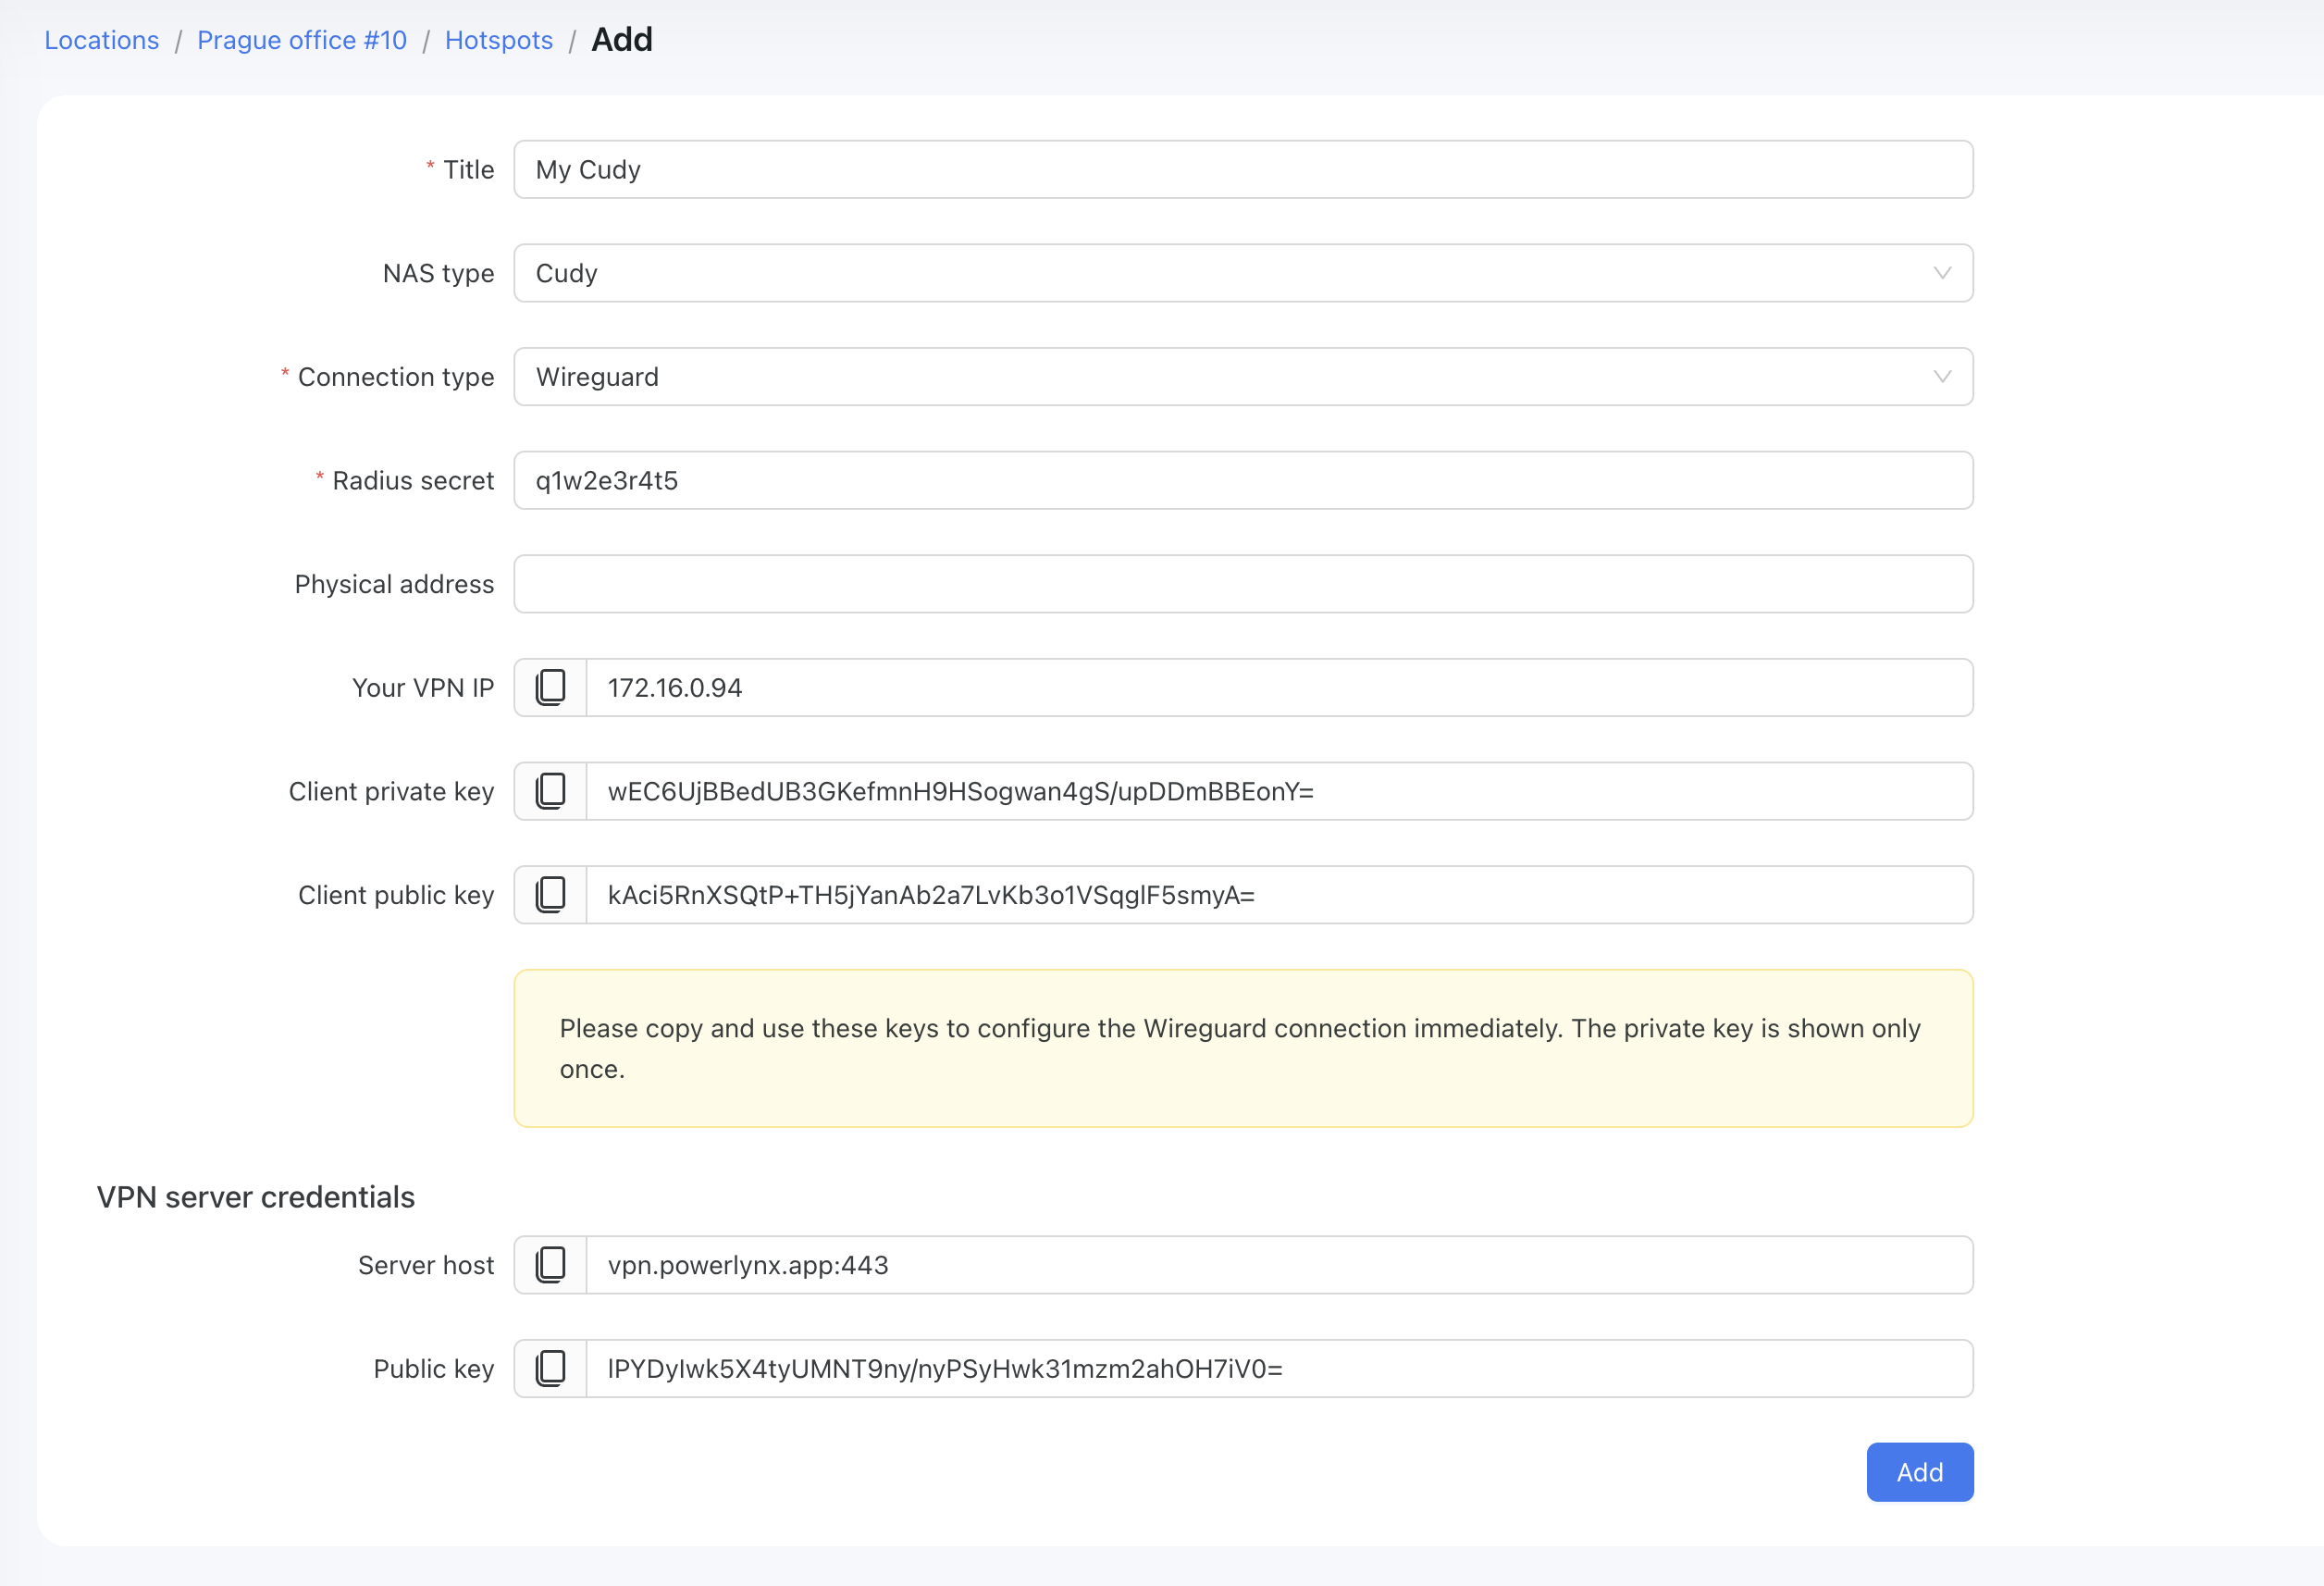 Locations / Prague office #10 / Hotspots / Add
* Title My Cudy
NAS type Cudy
* Connection type Wireguard
* Radius secret q1w2e3r4t5
Physical address
Your VPN IP 172.16.0.94
Client private key wEC6UjBBedUB3GKefmnH9HSogwan4gS/upDDmBBEonY=
Client public key kAci5RnXSQtP+TH5jYanAb2a7LvKb3o1VSqglF5smyA=
Please copy and use these keys to configure the Wireguard connection immediately. The private key is shown only
once.
VPN server credentials
Server host vpn.powerlynx.app:443
Public key lPYDyIwk5X4tyUMNT9ny/nyPSyHwk31mzm2ahOH7iV0=
Add